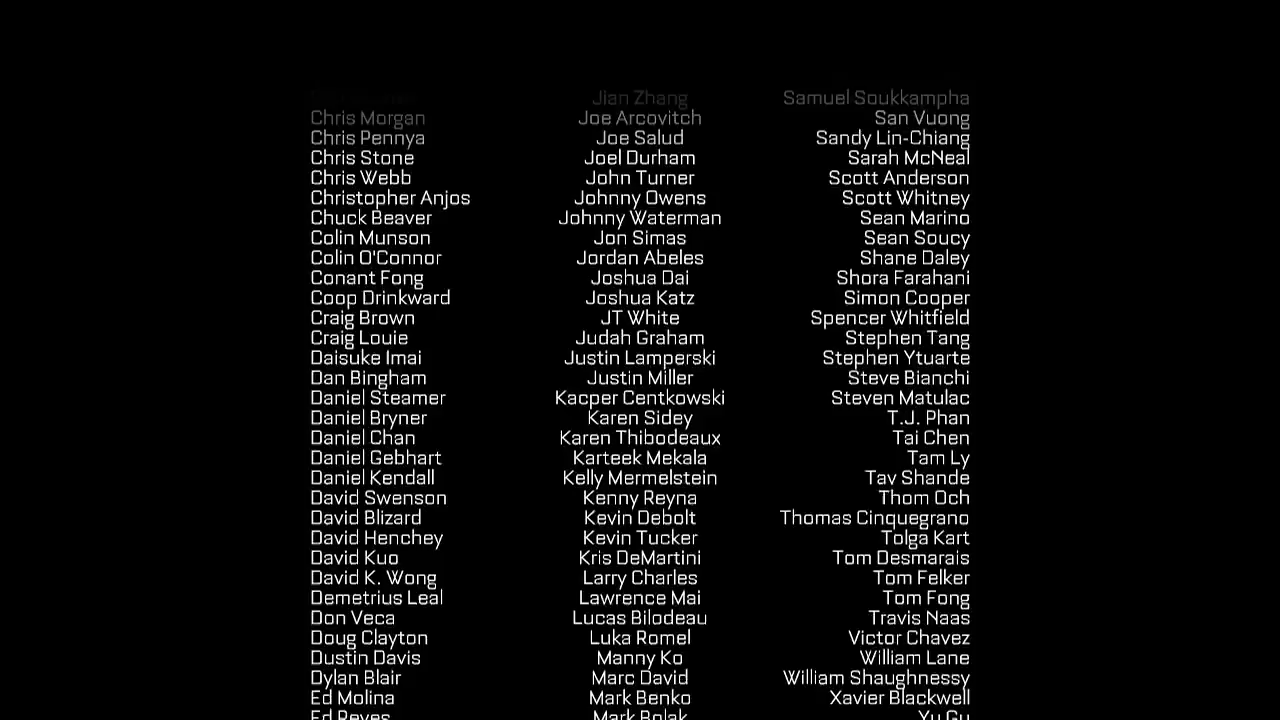 Chris Morgan
Chris Pennya
Chris Stone
Chris Webb
Christopher Anjos
Chuck Beaver
Colin Munson
Colin O'Connor
Conant Fong
Coop Drinkward
Craig Brown
Craig Louie
Daisuke Imai
Dan Bingham
Daniel Steamer
Daniel Bryner
Daniel Chan
Daniel Gebhart
Daniel Kendall
David Swenson
David Blizard
David Henchey
David Kuo
David K. Wong
Demetrius Leal
Don Veca
Doug Clayton
Dustin Davis
Dylan Blair
Ed Molina
Ed Reyes
Jian Zhang
Joe Arcovitch
Joe Salud
Joel Durham
John Turner
Johnny Owens
Johnny Waterman
Jon Simas
Jordan Abeles
Joshua Dai
Joshua Katz
JT White
Judah Graham
Justin Lamperski
Justin Miller
Kacper Centkowski
Karen Sidey
Karen Thibodeaux
Karteek Mekala
Kelly Mermelstein
Kenny Reyna
Kevin Debolt
Kevin Tucker
Kris DeMartini
Larry Charles
Lawrence Mai
Lucas Bilodeau
Luka Romel
Manny Ko
Marc David
Mark Benko
Mark Bolak
Samuel Soukkampha
San Vuong
Sandy Lin-Chiang
Sarah McNeal
Scott Anderson
Scott Whitney
Sean Marino
Sean Soucy
Shane Daley
Shora Farahani
Simon Cooper
Spencer Whitfield
Stephen Tang
Stephen Ytuarte
Steve Bianchi
Steven Matulac
T.J. Phan
Tai Chen
Tam Ly
Tav Shande
Thom Och
Thomas Cinquegrano
Tolga Kart
Tom Desmarais
Tom Felker
Tom Fong
Travis Naas
Victor Chavez
William Lane
William Shaughnessy
Xavier Blackwell
Yu Gu